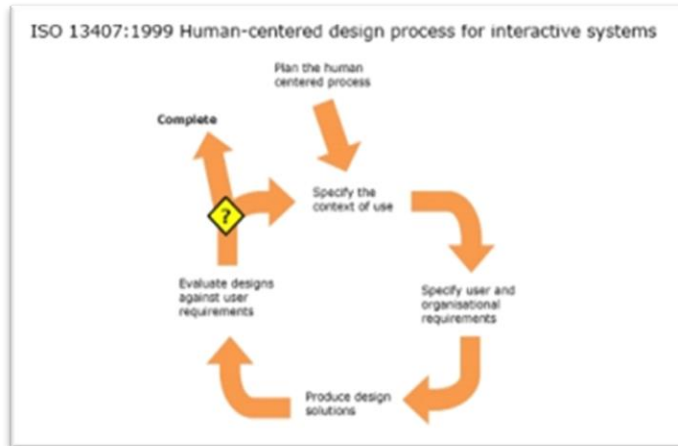 ISO 13407:1999 Human-centered design process for interactive systems
Plan the human
centered process
Complete
Specify the
context of use
?
Evaluate designs
against user
requirements
Specify user and
organisational
requirements
Produce design
solutions